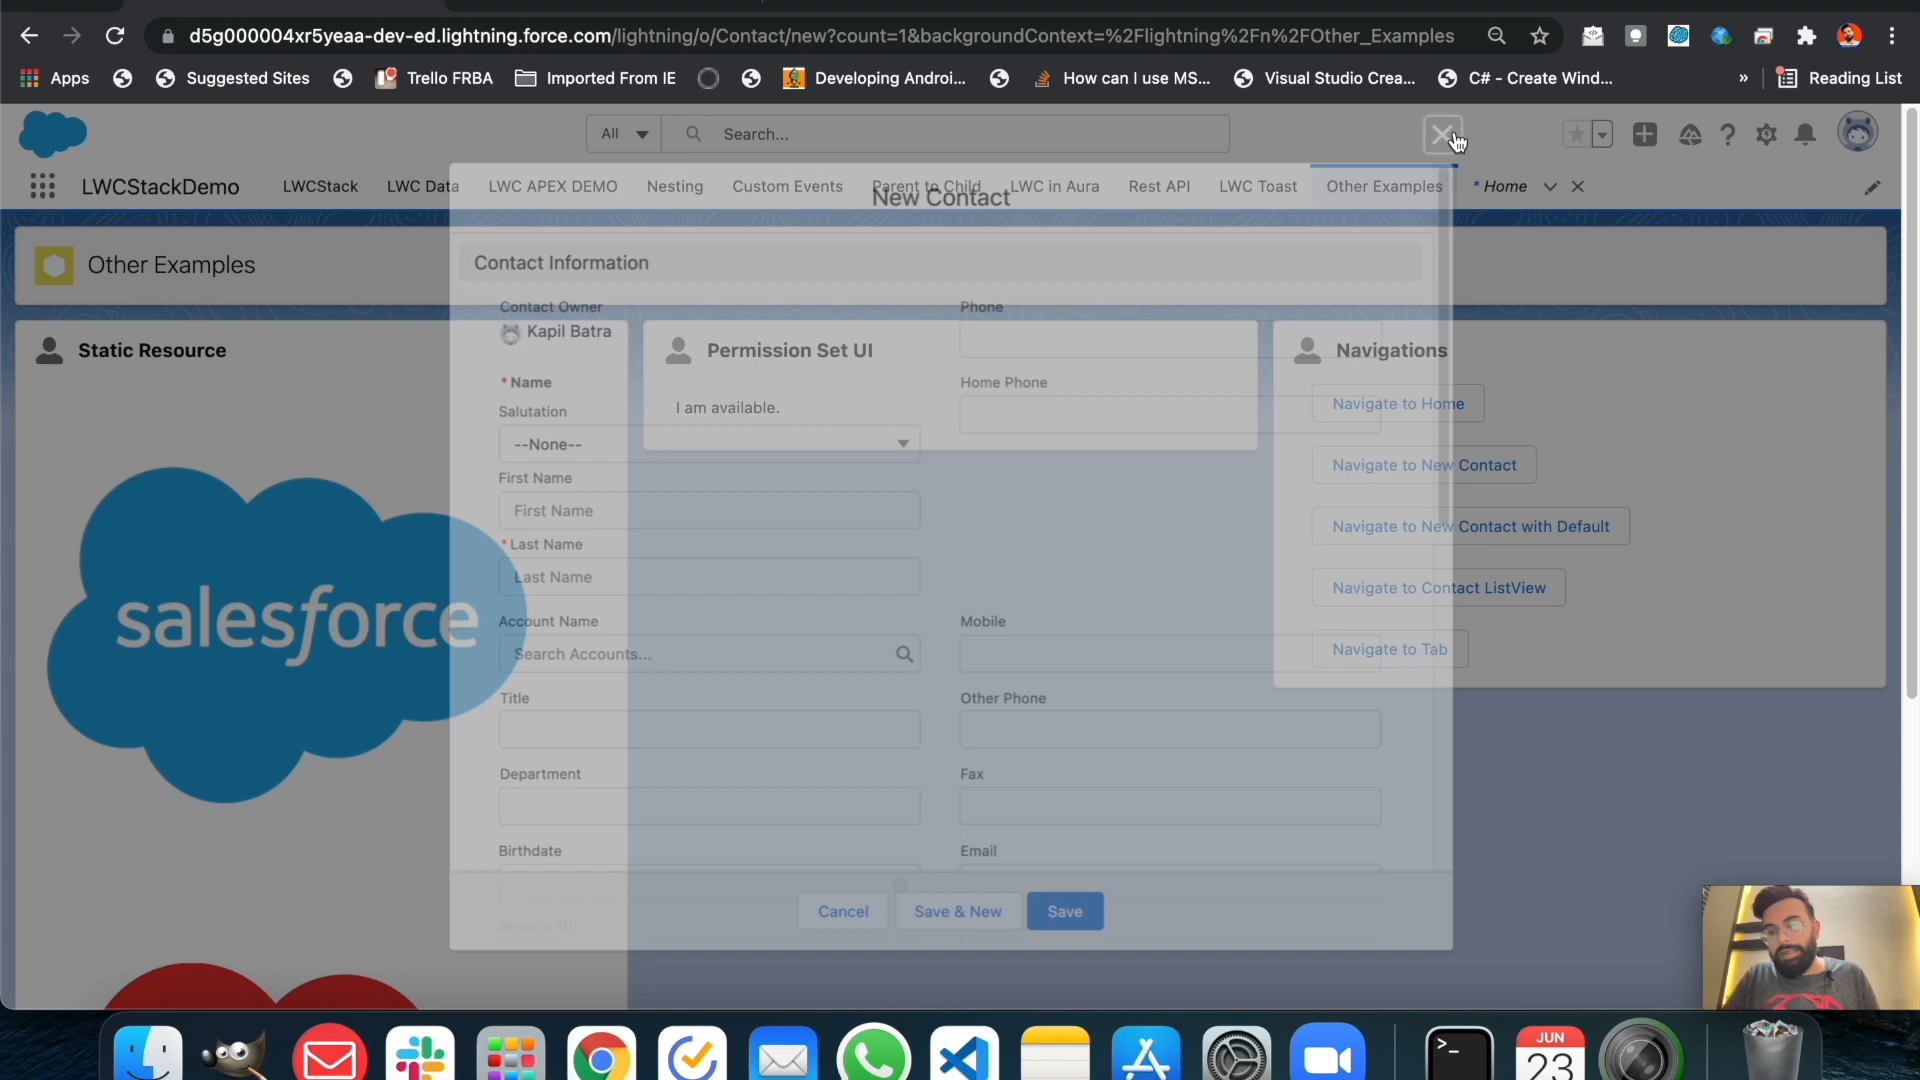 d5g000004xr5yeaa-dev-ed.lightning.force.com/lightning/o/Contact/new?count=1&backgroundContext=%2Flightning%2Fn%2FOther_Examples
Apps
Suggested Sites
Trello FRBA
Imported From IE
Developing Androi...
How can I use MS...
Visual Studio Crea...
C# - Create Wind...
»
Reading List
All
Search...
LWCStackDemo
LWCStack
LWC Data
LWC APEX DEMO
Nesting
Custom Events
Parent to Child
LWC in Aura
Rest API
LWC Toast
Other Examples
* Home
New Contact
Other Examples
Contact Information
Contact Owner
Kapil Batra
Phone
Static Resource
Permission Set UI
Navigations
* Name
Home Phone
Salutation
I am available.
Navigate to Home
--None--
Navigate to New Contact
First Name
First Name
Navigate to New Contact with Default
* Last Name
Last Name
Navigate to Contact ListView
salesforce
Account Name
Mobile
Search Accounts...
Navigate to Tab
Title
Other Phone
Department
Fax
Birthdate
Email
Cancel
Save & New
Save
Reports To
JUN
23